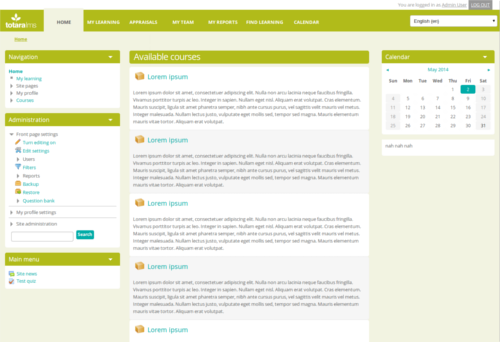 You are logged in as Admin User LOG OUT
totaralms
HOME MY LEARNING APPRAISALS MY TEAM MY REPORTS FIND LEARNING CALENDAR
English (en)
Home
Navigation
Home
My learning
Site pages
My profile
Courses
Administration
Front page settings
Turn editing on
Edit settings
Users
Filters
Reports
Backup
Restore
Question bank
My profile settings
Site administration
Search
Main menu
Site news
Test quiz
Available courses
Lorem ipsum
Lorem ipsum dolor sit amet, consectetuer adipiscing elit. Nulla non arcu lacinia neque faucibus fringilla.
Vivamus porttitor turpis ac leo. Integer in sapien. Nullam eget nisl. Aliquam erat volutpat. Cras elementum.
Mauris suscipit, ligula sit amet pharetra semper, nibh ante cursus purus, vel sagittis velit mauris vel metus.
Integer malesuada. Nullam lectus justo, vulputate eget mollis sed, tempor sed magna. Mauris elementum
mauris vitae tortor. Aliquam erat volutpat.
Lorem ipsum
Lorem ipsum dolor sit amet, consectetuer adipiscing elit. Nulla non arcu lacinia neque faucibus fringilla.
Vivamus porttitor turpis ac leo. Integer in sapien. Nullam eget nisl. Aliquam erat volutpat. Cras elementum.
Mauris suscipit, ligula sit amet pharetra semper, nibh ante cursus purus, vel sagittis velit mauris vel metus.
Integer malesuada. Nullam lectus justo, vulputate eget mollis sed, tempor sed magna. Mauris elementum
mauris vitae tortor. Aliquam erat volutpat.
Lorem ipsum
Lorem ipsum dolor sit amet, consectetuer adipiscing elit. Nulla non arcu lacinia neque faucibus fringilla.
Vivamus porttitor turpis ac leo. Integer in sapien. Nullam eget nisl. Aliquam erat volutpat. Cras elementum.
Mauris suscipit, ligula sit amet pharetra semper, nibh ante cursus purus, vel sagittis velit mauris vel metus.
Integer malesuada. Nullam lectus justo, vulputate eget mollis sed, tempor sed magna. Mauris elementum
mauris vitae tortor. Aliquam erat volutpat.
Lorem ipsum
Lorem ipsum dolor sit amet, consectetuer adipiscing elit. Nulla non arcu lacinia neque faucibus fringilla.
Vivamus porttitor turpis ac leo. Integer in sapien. Nullam eget nisl. Aliquam erat volutpat. Cras elementum.
Mauris suscipit, ligula sit amet pharetra semper, nibh ante cursus purus, vel sagittis velit mauris vel metus.
Integer malesuada. Nullam lectus justo, vulputate eget mollis sed, tempor sed magna. Mauris elementum
mauris vitae tortor. Aliquam erat volutpat.
Lorem ipsum
Calendar
May 2014
Sun Mon Tue Wed Thu Fri Sat
1 2 3
4 5 6 7 8 9 10
11 12 13 14 15 16 17
18 19 20 21 22 23 24
25 26 27 28 29 30 31
nah nah nah